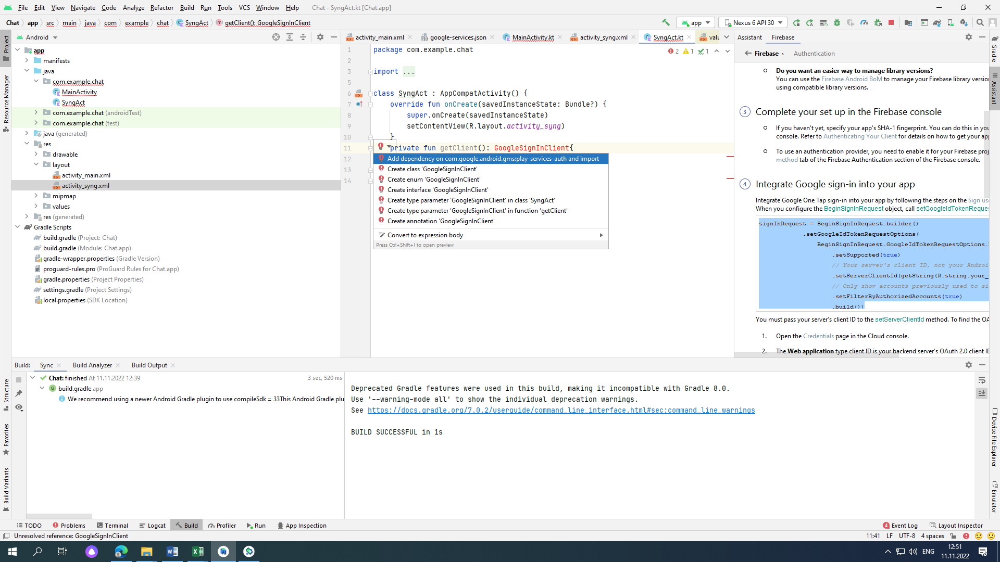 File Edit View Navigate Code Analyze Refactor Build Run Tools VCS Window Help Chat - SyngAct.kt [Chat.app]
Chat app src main java com example chat SyngAct getClient(): GoogleSignInClient app Nexus 6 API 30
Android
activity_main.xml google-services.json MainActivity.kt activity_syng.xml SyngAct.kt
Assistant Firebase
Project
Resource Manager
Structure
Favorites
Build Variants
app
manifests
java
com.example.chat
MainActivity
SyngAct
com.example.chat (androidTest)
com.example.chat (test)
java (generated)
res
drawable
layout
activity_main.xml
activity_syng.xml
mipmap
values
res (generated)
Gradle Scripts
build.gradle (Project: Chat)
build.gradle (Module: Chat.app)
gradle-wrapper.properties (Gradle Version)
proguard-rules.pro (ProGuard Rules for Chat.app)
gradle.properties (Project Properties)
settings.gradle (Project Settings)
local.properties (SDK Location)
2 1 1
1 package com.example.chat
2
3 import ...
5
6 class SyngAct : AppCompatActivity() {
7 override fun onCreate(savedInstanceState: Bundle?) {
8 super.onCreate(savedInstanceState)
9 setContentView(R.layout.activity_syng)
10 }
11 private fun getClient(): GoogleSignInClient{
12
13
14
Add dependency on com.google.android.gms:play-services-auth and import
Create class 'GoogleSignInClient'
Create enum 'GoogleSignInClient'
Create interface 'GoogleSignInClient'
Create type parameter 'GoogleSignInClient' in class 'SyngAct'
Create type parameter 'GoogleSignInClient' in function 'getClient'
Create annotation 'GoogleSignInClient'
Convert to expression body
Press Ctrl+Shift+I to open preview
Firebase › Authentication
Do you want an easier way to manage library versions?
You can use the Firebase Android BoM to manage your Firebase library
using compatible library versions.
3 Complete your set up in the Firebase console
If you haven't yet, specify your app's SHA-1 fingerprint. You can do this in
console. Refer to Authenticating Your Client for details on how to get your
To use an authentication provider, you need to enable it for your Firebase
method tab of the Firebase Authentication section of the Firebase console.
4 Integrate Google sign-in into your app
Integrate Google One Tap sign-in into your app by following the steps on the Sign
When you configure the BeginSignInRequest object, call
signInRequest = BeginSignInRequest.builder()
.setGoogleIdTokenRequestOptions(
BeginSignInRequest.GoogleIdTokenRequestOptions.
.setSupported(true)
// Your server's client ID, not your
.setServerClientId(getString(R.string.your_
// Only show accounts previously used to
.setFilterByAuthorizedAccounts(true)
.build())
You must pass your server's client ID to the setServerClientId method. To find the
1. Open the Credentials page in the Cloud console.
2. The Web application type client ID is your backend server's OAuth 2.0 client ID
Gradle
Assistant
Device File Explorer
Emulator
Build: Sync Build Analyzer Build Output
Chat: finished At 11.11.2022 12:39 3 sec, 520 ms
build.gradle app
We recommend using a newer Android Gradle plugin to use compileSdk = 33This Android Gradle
Deprecated Gradle features were used in this build, making it incompatible with Gradle 8.0.
Use '--warning-mode all' to show the individual deprecation warnings.
See https://docs.gradle.org/7.0.2/userguide/command_line_interface.html#sec:command_line_warnings
BUILD SUCCESSFUL in 1s
TODO Problems Terminal Logcat Build Profiler Run App Inspection 4 Event Log Layout Inspector
Unresolved reference: GoogleSignInClient 11:41 LF UTF-8 4 spaces
ENG 12:51
11.11.2022